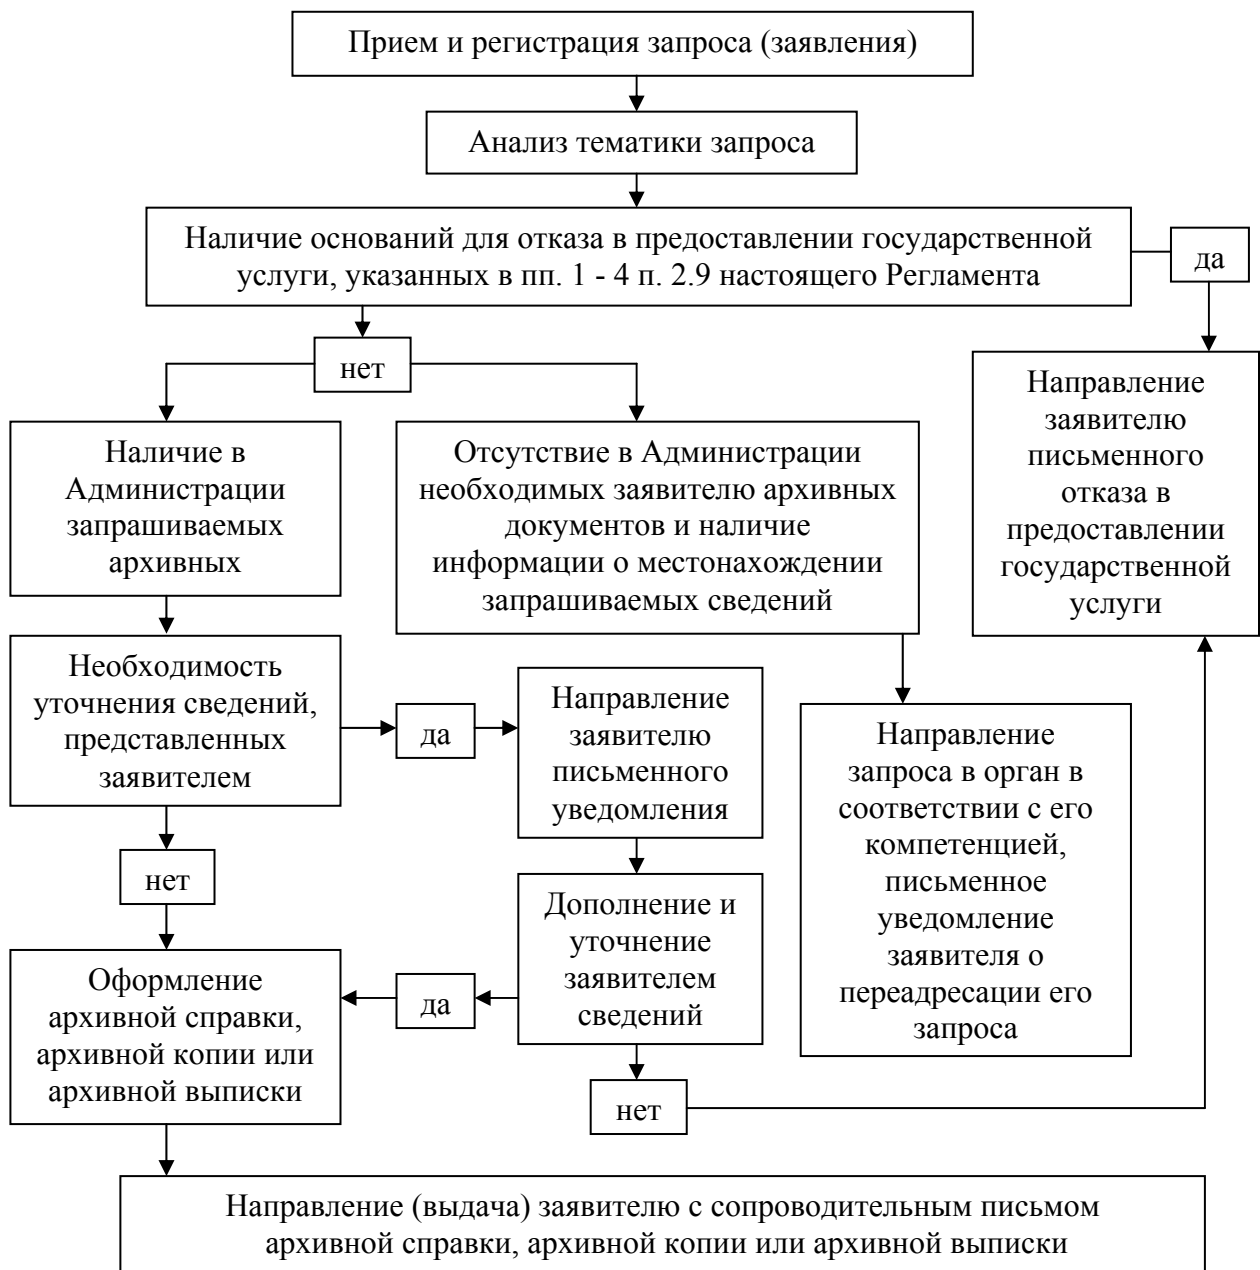 Прием и регистрация запроса (заявления)
Анализ тематики запроса
Наличие оснований для отказа в предоставлении государственной
услуги, указанных в пп. 1 - 4 п. 2.9 настоящего Регламента
да
нет
Направление
заявителю
письменного
отказа в
предоставлении
государственной
услуги
Наличие в
Администрации
запрашиваемых
архивных
Отсутствие в Администрации
необходимых заявителю архивных
документов и наличие
информации о местонахождении
запрашиваемых сведений
Необходимость
уточнения сведений,
представленных
заявителем
да
Направление
заявителю
письменного
уведомления
Направление
запроса в орган в
соответствии с его
компетенцией,
письменное
уведомление
заявителя о
переадресации его
запроса
нет
Дополнение и
уточнение
заявителем
сведений
да
Оформление
архивной справки,
архивной копии или
архивной выписки
нет
Направление (выдача) заявителю с сопроводительным письмом
архивной справки, архивной копии или архивной выписки